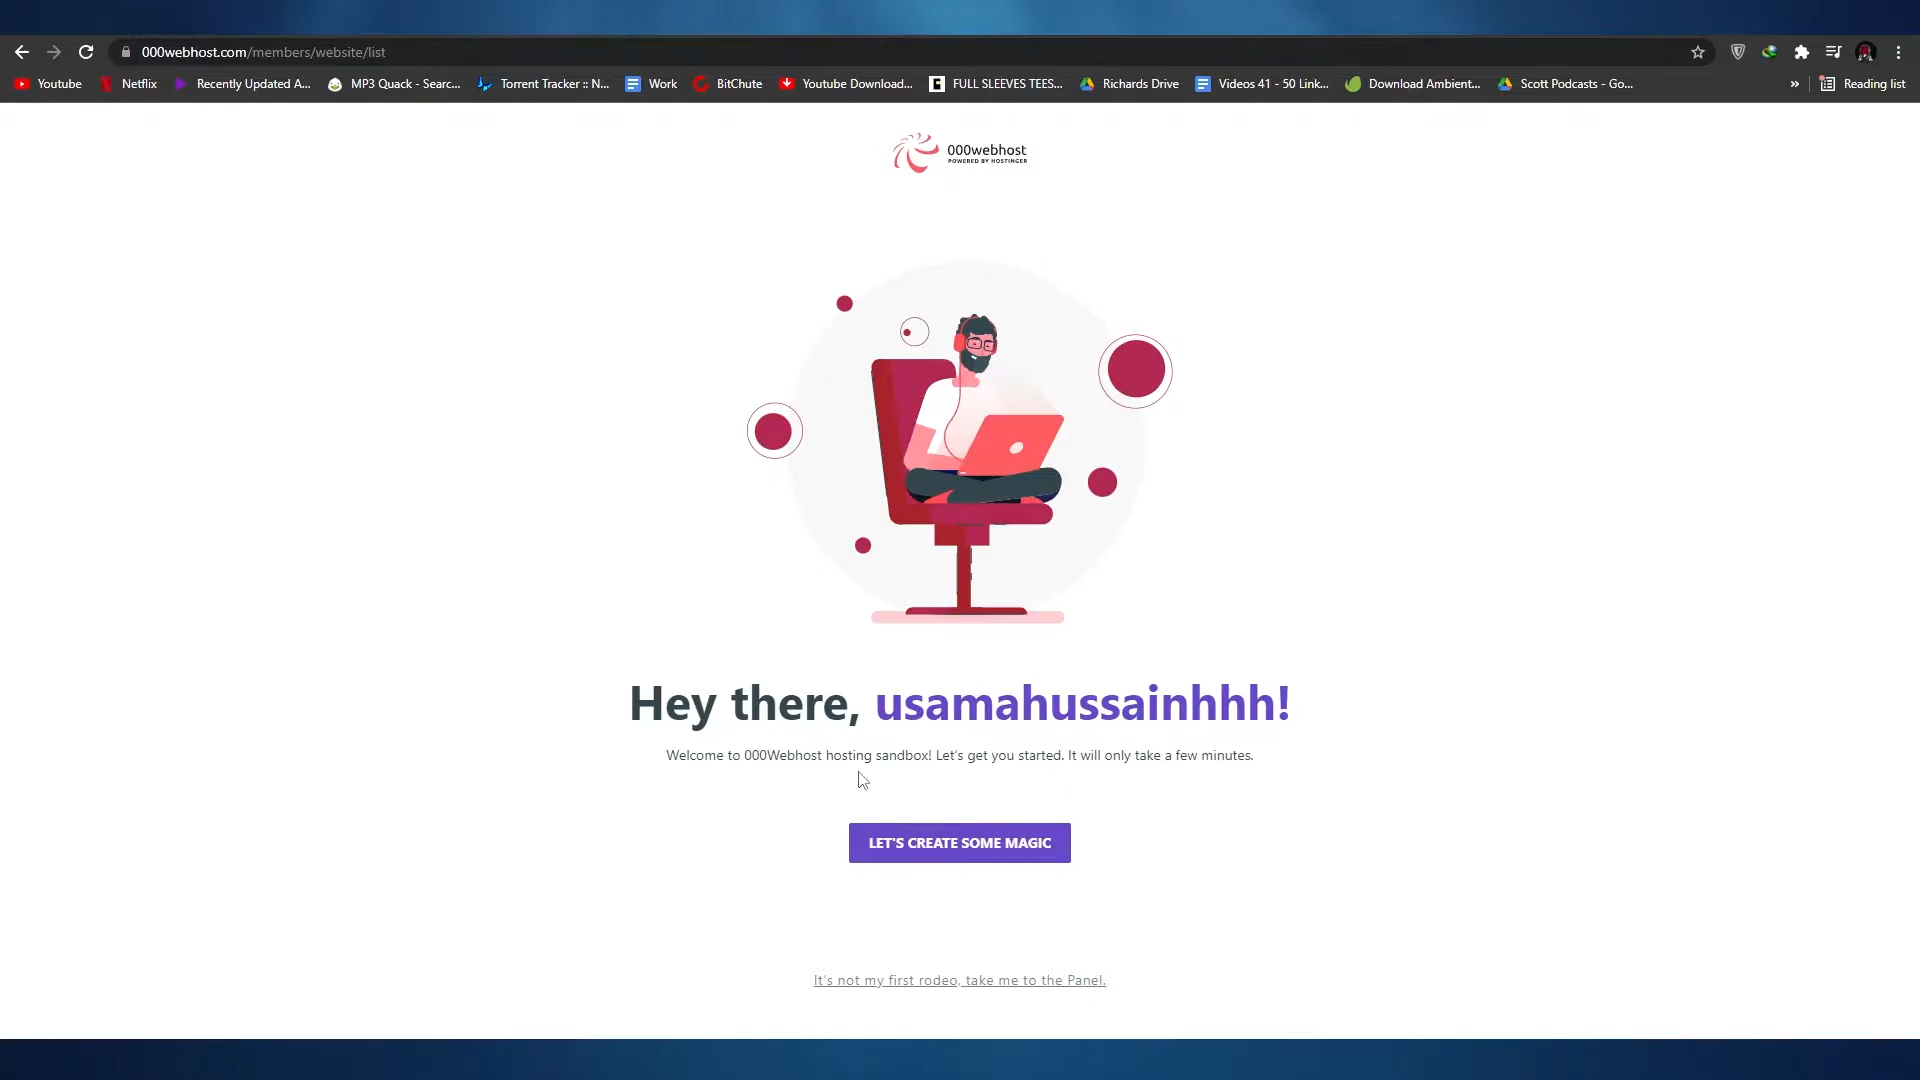 000webhost.com/members/website/list
Youtube
Netflix
Recently Updated A...
MP3 Quack - Searc...
Torrent Tracker :: N...
Work
BitChute
Youtube Download...
FULL SLEEVES TEES...
Richards Drive
Videos 41 - 50 Link...
Download Ambient...
Scott Podcasts - Go...
»
Reading list
000webhost
POWERED BY HOSTINGER
Hey there, usamahussainhhh!
Welcome to 000Webhost hosting sandbox! Let's get you started. It will only take a few minutes.
LET'S CREATE SOME MAGIC
It's not my first rodeo, take me to the Panel.